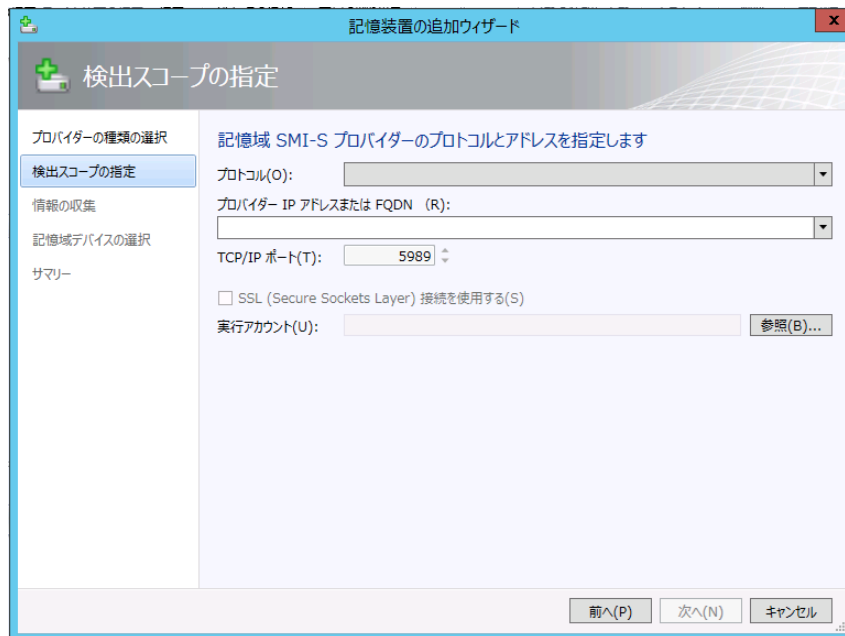 記憶装置の追加ウィザード
x
検出スコープの指定
プロバイダーの種類の選択
検出スコープの指定
情報の収集
記憶域デバイスの選択
サマリー
記憶域 SMI-S プロバイダーのプロトコルとアドレスを指定します
プロトコル(O):
プロバイダー IP アドレスまたは FQDN （R):
TCP/IP ポート(T): 5989
SSL (Secure Sockets Layer) 接続を使用する(S)
実行アカウント(U): 参照(B)...
前へ(P) 次へ(N) キャンセル